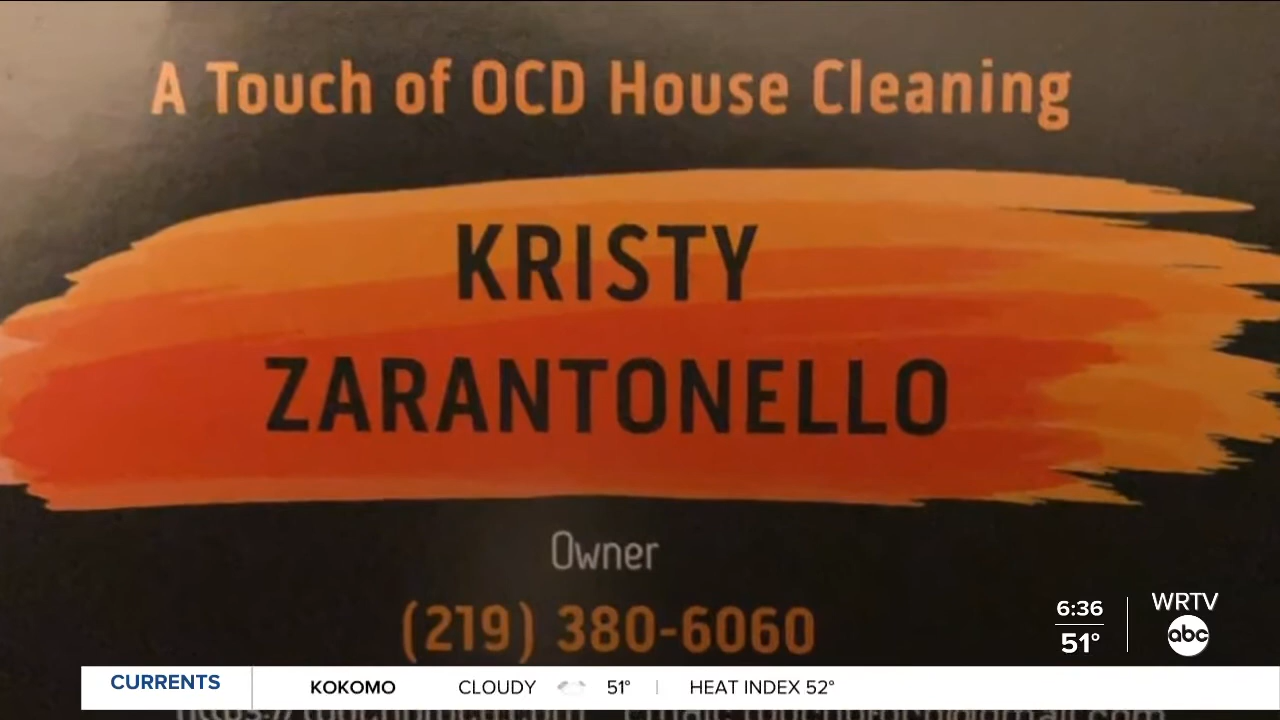 A Touch of OCD House Cleaning
KRISTY
ZARANTONELLO
Owner
(219) 380-6060
6:36
51°
WRTV
abc
CURRENTS KOKOMO CLOUDY 51° HEAT INDEX 52°